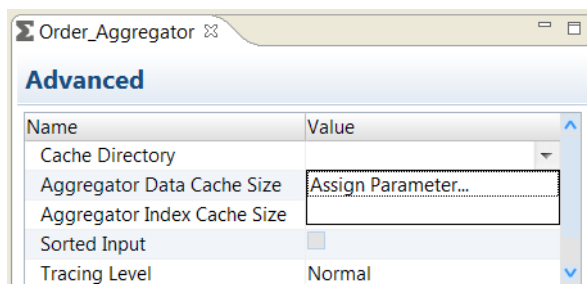 Order_Aggregator
Advanced
Name Value
Cache Directory
Aggregator Data Cache Size Assign Parameter...
Aggregator Index Cache Size
Sorted Input
Tracing Level Normal